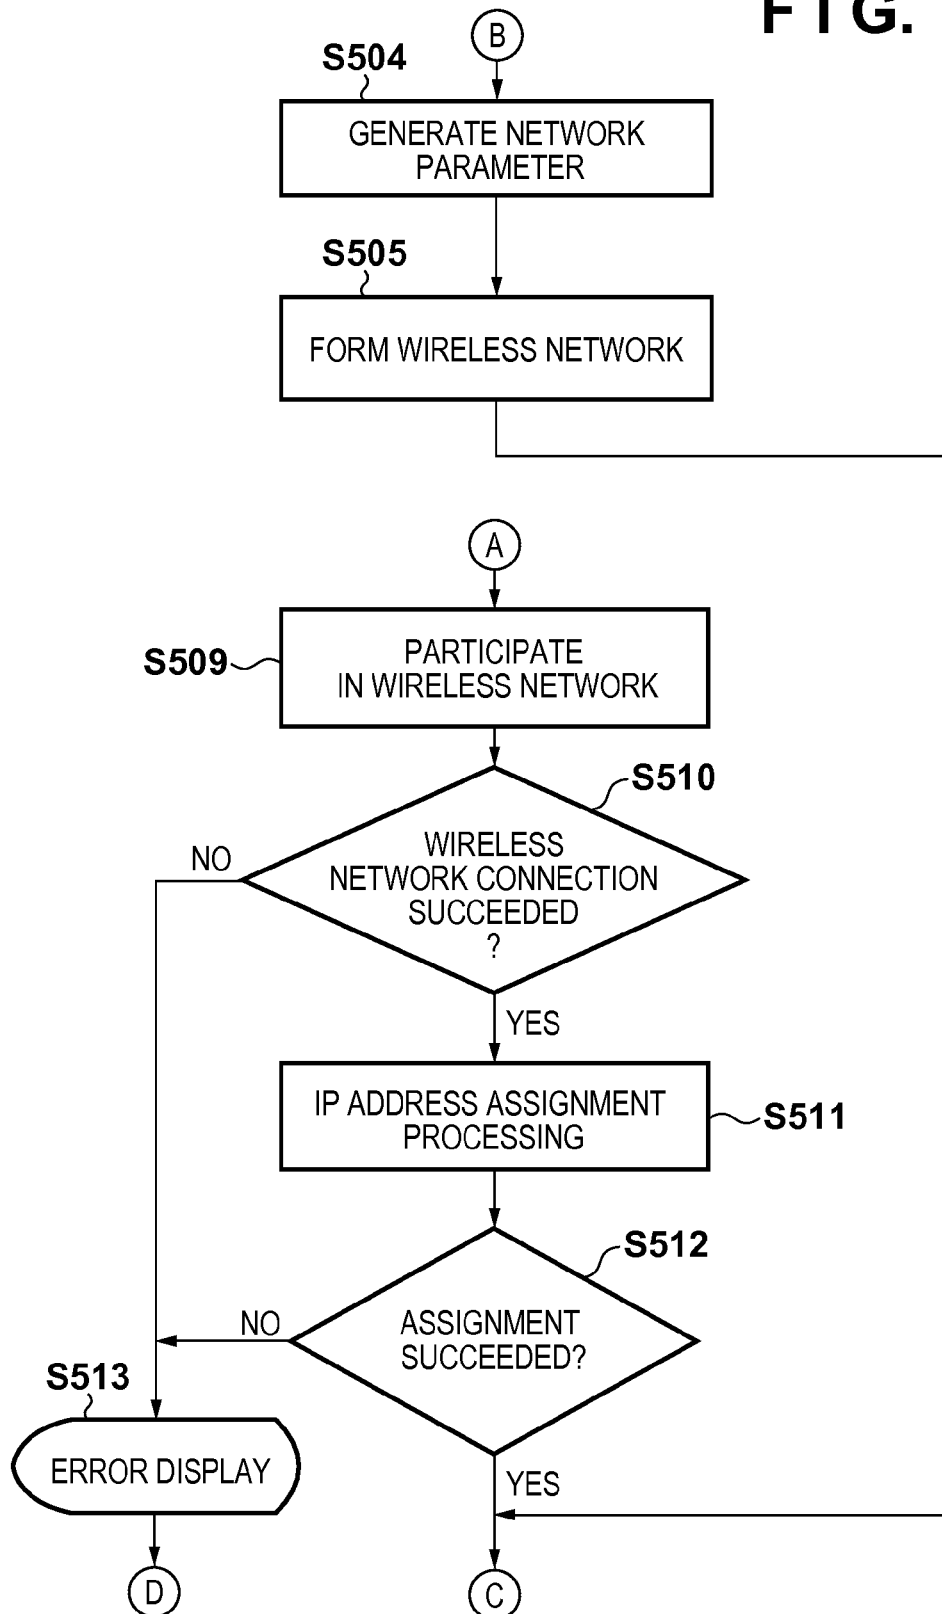 FIG.
B
S504
GENERATE NETWORK
PARAMETER
S505
FORM WIRELESS NETWORK
A
S509
PARTICIPATE
IN WIRELESS NETWORK
S510
WIRELESS
NETWORK CONNECTION
SUCCEEDED
?
NO
YES
IP ADDRESS ASSIGNMENT
PROCESSING
S511
S512
ASSIGNMENT
SUCCEEDED?
NO
S513
ERROR DISPLAY
YES
D
C